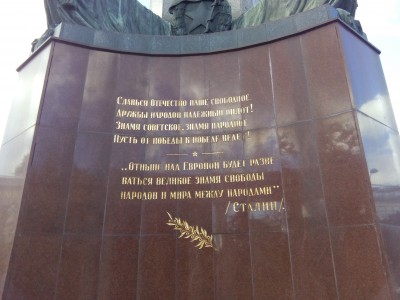 Славься Отечество наше свободное
Дружбы народов надежный оплот!
Знамя советское, знамя народное
Пусть от победы к победе ведет!
„Отныне над Европой будет разве
ваться великое знамя свободы
народов и мира между народами"
/Сталин/.